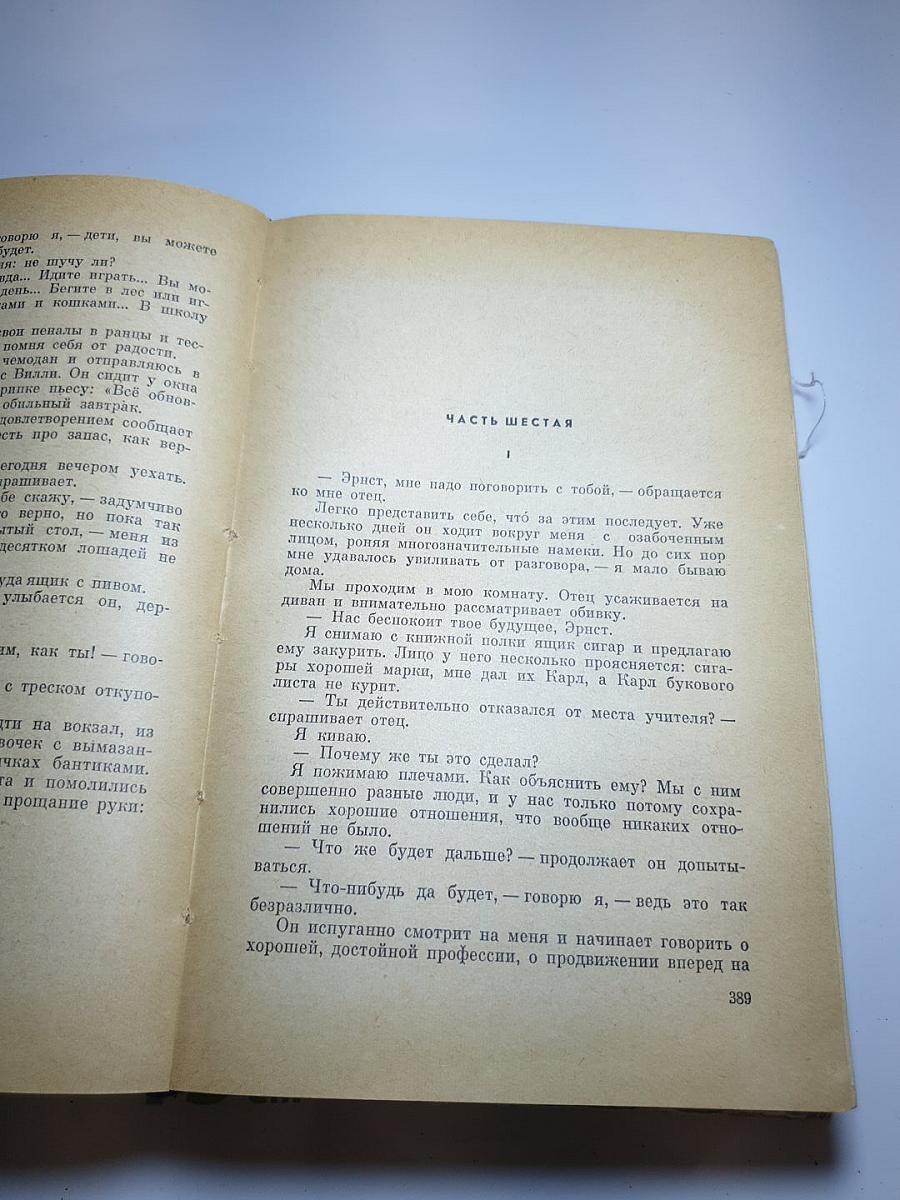 оворю я, — дети, вы можете
будет.
ия: не шучу ли?
вда... Идите играть... Вы мо-
день... Бегите в лес или иг-
ами и кошками... В школу
свои пеналы в ранцы и тес-
помня себя от радости.
чемодан и отправляюсь в
с Вилли. Он сидит у окна
рипке пьесу: «Всё обнов-
обильный завтрак.
довлетворением сообщает
есть про запас, как вер-
егодня вечером уехать.
прашивает.
бе скажу, — задумчиво
о верно, но пока так
ытый стол, — меня из
десятком лошадей не
уда ящик с пивом.
улыбается он, дер-
им, как ты! — гово-
с треском откупо-
дти на вокзал, из
вочек с вымазан-
ичках бантиками.
та и помолились
прощание руки:
ЧАСТЬ ШЕСТАЯ
I
— Эрнст, мне надо поговорить с тобой, — обращается
ко мне отец.
Легко представить себе, что́ за этим последует. Уже
несколько дней он ходит вокруг меня с озабоченным
лицом, роняя многозначительные намеки. Но до сих пор
мне удавалось увиливать от разговора, — я мало бываю
дома.
Мы проходим в мою комнату. Отец усаживается на
диван и внимательно рассматривает обивку.
— Нас беспокоит твое будущее, Эрнст.
Я снимаю с книжной полки ящик сигар и предлагаю
ему закурить. Лицо у него несколько проясняется: сига-
ры хорошей марки, мне дал их Карл, а Карл букового
листа не курит.
— Ты действительно отказался от места учителя? —
спрашивает отец.
Я киваю.
— Почему же ты это сделал?
Я пожимаю плечами. Как объяснить ему? Мы с ним
совершенно разные люди, и у нас только потому сохра-
нились хорошие отношения, что вообще никаких отно-
шений не было.
— Что же будет дальше? — продолжает он допыты-
ваться.
— Что-нибудь да будет, — говорю я, — ведь это так
безразлично.
Он испуганно смотрит на меня и начинает говорить о
хорошей, достойной профессии, о продвижении вперед на
389